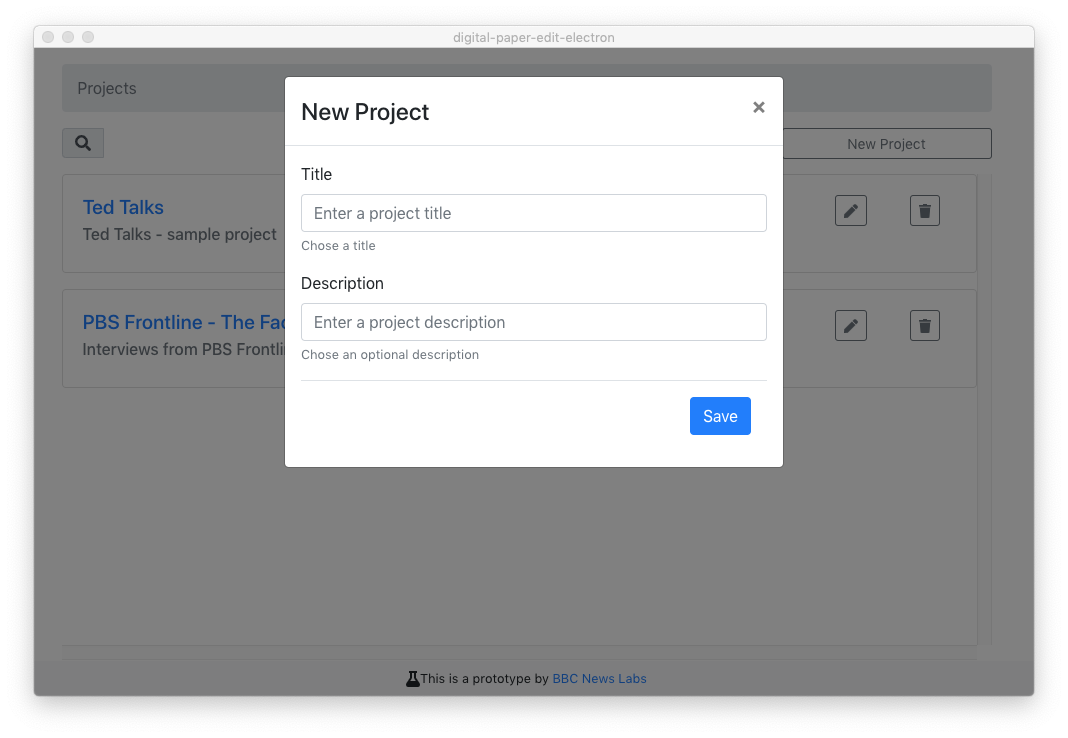 digital-paper-edit-electron
Projects
New Project
×
New Project
Title
Enter a project title
Chose a title
Description
Enter a project description
Chose an optional description
Save
Ted Talks
Ted Talks - sample project
PBS Frontline - The
Interviews from PBS
This is a prototype by BBC News Labs